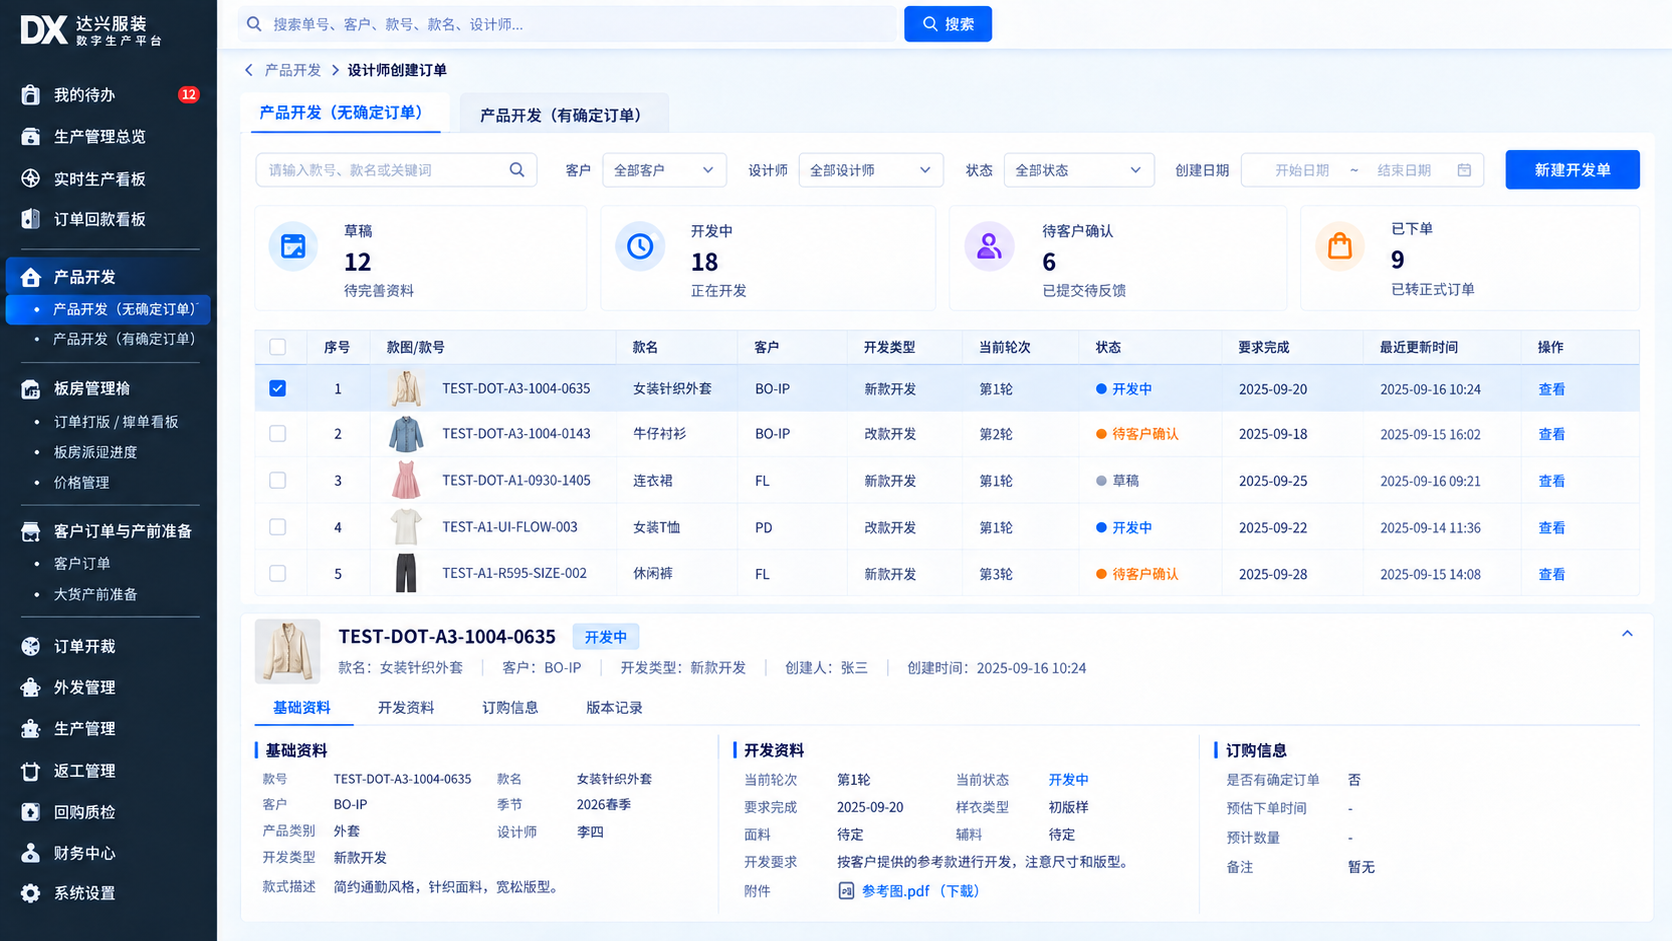 DX 达兴服装
数字生产平台
搜索单号、客户、款号、款名、设计师...
搜索
我的待办 12
生产管理总览
实时生产看板
订单回款看板
产品开发
• 产品开发（无确定订单）
• 产品开发（有确定订单）
板房管理
• 订单打版 / 单看板
• 板房派进度
• 价格管理
客户订单与产前准备
• 客户订单
• 大货产前准备
订单开裁
外发管理
生产管理
返工管理
回购质检
财务中心
系统设置
产品开发 > 设计师创建订单
产品开发（无确定订单） 产品开发（有确定订单）
请输入款号、款名或关键词 客户 全部客户 设计师 全部设计师 状态 全部状态 创建日期 开始日期 ~ 结束日期 新建开发单
草稿
12
待完善资料
开发中
18
正在开发
待客户确认
6
已提交待反馈
已下单
9
已转正式订单
序号 款图/款号 款名 客户 开发类型 当前轮次 状态 要求完成 最近更新时间 操作
1 TEST-DOT-A3-1004-0635 女装针织外套 BO-IP 新款开发 第1轮 开发中 2025-09-20 2025-09-16 10:24 查看
2 TEST-DOT-A3-1004-0143 牛仔衬衫 BO-IP 改款开发 第2轮 待客户确认 2025-09-18 2025-09-15 16:02 查看
3 TEST-DOT-A1-0930-1405 连衣裙 FL 新款开发 第1轮 草稿 2025-09-25 2025-09-16 09:21 查看
4 TEST-A1-UI-FLOW-003 女装T恤 PD 改款开发 第1轮 开发中 2025-09-22 2025-09-14 11:36 查看
5 TEST-A1-R595-SIZE-002 休闲裤 FL 新款开发 第3轮 待客户确认 2025-09-28 2025-09-15 14:08 查看
TEST-DOT-A3-1004-0635 开发中
款名：女装针织外套 客户：BO-IP 开发类型：新款开发 创建人：张三 创建时间：2025-09-16 10:24
基础资料 开发资料 订购信息 版本记录
基础资料
款号 TEST-DOT-A3-1004-0635 款名 女装针织外套
客户 BO-IP 季节 2026春季
产品类别 外套 设计师 李四
开发类型 新款开发
款式描述 简约通勤风格，针织面料，宽松版型。
开发资料
当前轮次 第1轮 当前状态 开发中
要求完成 2025-09-20 样衣类型 初版样
面料 待定 辅料 待定
开发要求 按客户提供的参考款进行开发，注意尺寸和版型。
附件 参考图.pdf（下载）
订购信息
是否有确定订单 否
预估下单时间 -
预计数量 -
备注 暂无